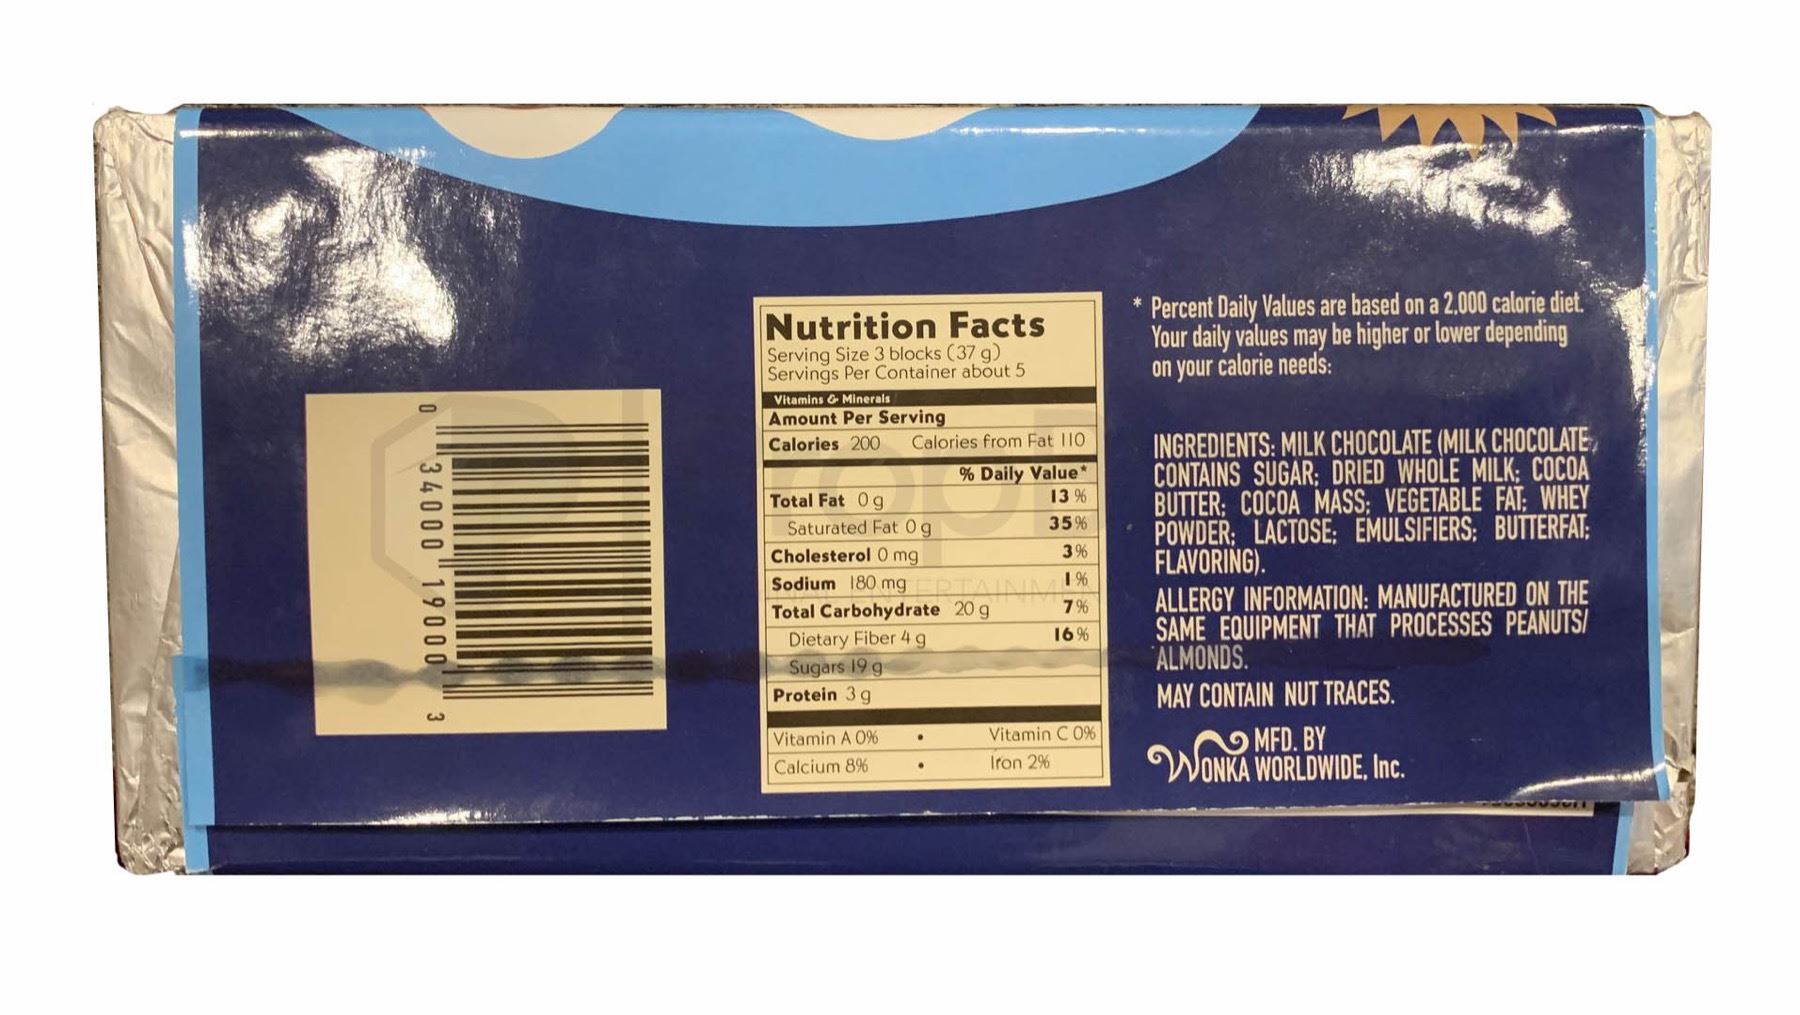 0 34000 19000 3
Nutrition Facts
Serving Size 3 blocks (37 g)
Servings Per Container about 5
Vitamins & Minerals
Amount Per Serving
Calories 200 Calories from Fat 110
% Daily Value*
Total Fat 0 g 13 %
Saturated Fat 0 g 35%
Cholesterol 0 mg 3%
Sodium 180 mg 1%
Total Carbohydrate 20 g 7%
Dietary Fiber 4 g 16%
Sugars 19 g
Protein 3 g
Vitamin A 0% • Vitamin C 0%
Calcium 8% • Iron 2%
* Percent Daily Values are based on a 2,000 calorie diet.
Your daily values may be higher or lower depending
on your calorie needs:
INGREDIENTS: MILK CHOCOLATE (MILK CHOCOLATE,
CONTAINS SUGAR; DRIED WHOLE MILK; COCOA
BUTTER; COCOA MASS; VEGETABLE FAT; WHEY
POWDER; LACTOSE; EMULSIFIERS; BUTTERFAT;
FLAVORING).
ALLERGY INFORMATION: MANUFACTURED ON THE
SAME EQUIPMENT THAT PROCESSES PEANUTS/
ALMONDS.
MAY CONTAIN NUT TRACES.
MFD. BY
WONKA WORLDWIDE, Inc.